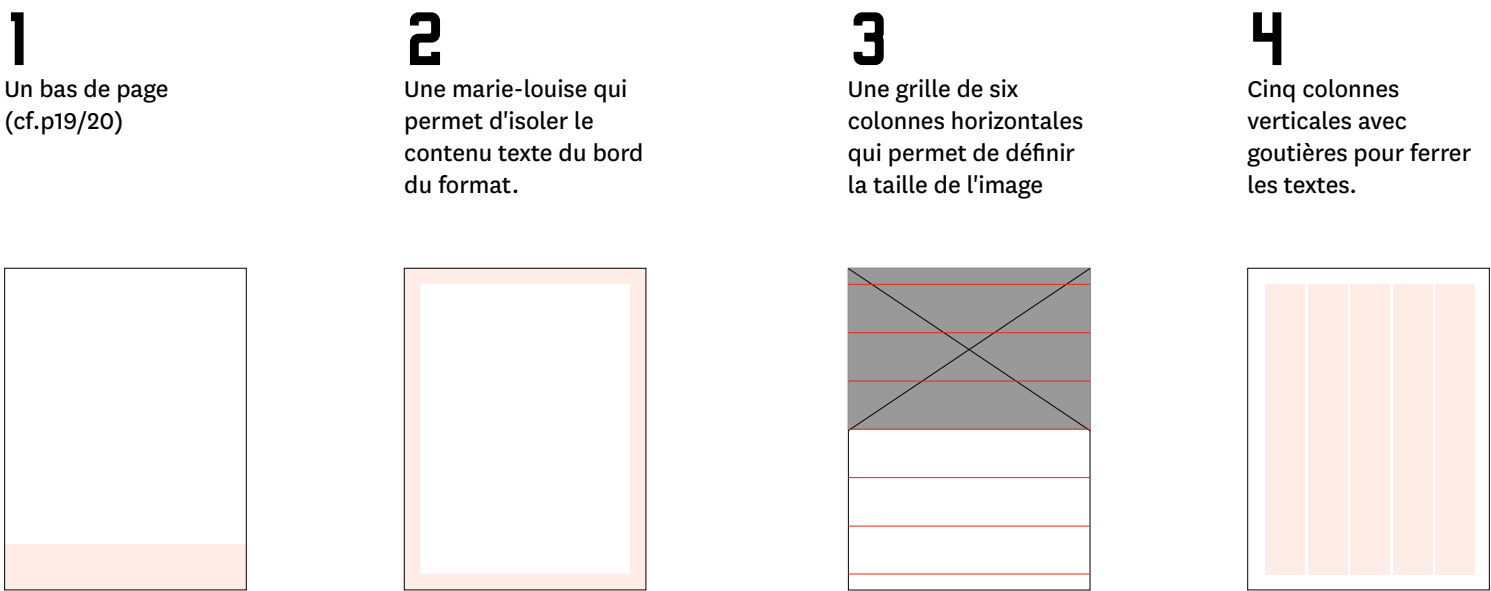 1
Un bas de page
(cf.p19/20)
2
Une marie-louise qui
permet d'isoler le
contenu texte du bord
du format.
3
Une grille de six
colonnes horizontales
qui permet de définir
la taille de l'image
4
Cinq colonnes
verticales avec
goutières pour ferrer
les textes.